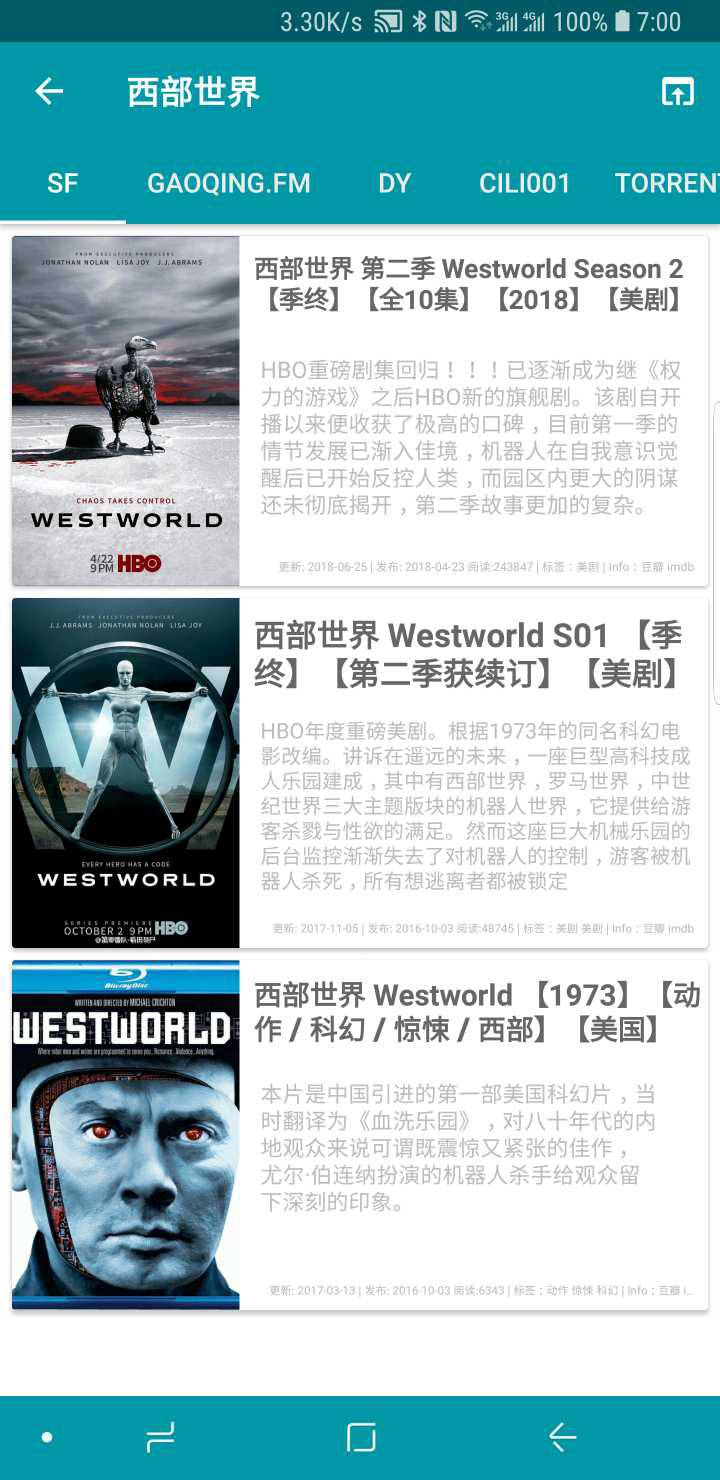 3.30K/s 3G 4G 100% 7:00
西部世界
SF GAOQING.FM DY CILI001 TORRENT
FROM EXECUTIVE PRODUCERS
JONATHAN NOLAN LISA JOY J.J. ABRAMS
CHAOS TAKES CONTROL
WESTWORLD
4/22
9PM HBO
西部世界 第二季 Westworld Season 2
【季终】【全10集】【2018】【美剧】
HBO重磅剧集回归！！！已逐渐成为继《权
力的游戏》之后HBO新的旗舰剧。该剧自开
播以来便收获了极高的口碑，目前第一季的
情节发展已渐入佳境，机器人在自我意识觉
醒后已开始反控人类，而园区内更大的阴谋
还未彻底揭开，第二季故事更加的复杂。
更新: 2018-06-25 | 发布: 2018-04-23 阅读:243847 | 标签：美剧 | Info：豆瓣 imdb
FROM EXECUTIVE PRODUCERS
J.J. ABRAMS JONATHAN NOLAN LISA JOY
EVERY HERO HAS A CODE
WESTWORLD
SERIES PREMIERE
OCTOBER 2 9PM HBO
西部世界 Westworld S01 【季
终】【第二季获续订】【美剧】
HBO年度重磅美剧。根据1973年的同名科幻电
影改编。讲诉在遥远的未来，一座巨型高科技成
人乐园建成，其中有西部世界，罗马世界，中世
纪世界三大主题版块的机器人世界，它提供给游
客杀戮与性欲的满足。然而这座巨大机械乐园的
后台监控渐渐失去了对机器人的控制，游客被机
器人杀死，所有想逃离者都被锁定
更新: 2017-11-05 | 发布: 2016-10-03 阅读:48745 | 标签：美剧 美剧 | Info：豆瓣 imdb
Blu-ray Disc
WRITTEN AND DIRECTED BY MICHAEL CRICHTON
WESTWORLD
Where robot men and women are programmed to serve you... Romance...Violence...Anything.
西部世界 Westworld 【1973】【动
作 / 科幻 / 惊悚 / 西部】【美国】
本片是中国引进的第一部美国科幻片，当
时翻译为《血洗乐园》，对八十年代的内
地观众来说可谓既震惊又紧张的佳作，
尤尔·伯连纳扮演的机器人杀手给观众留
下深刻的印象。
更新: 2017-03-13 | 发布: 2016-10-03 阅读:6343 | 标签：动作 惊悚 科幻 | Info：豆瓣 i...